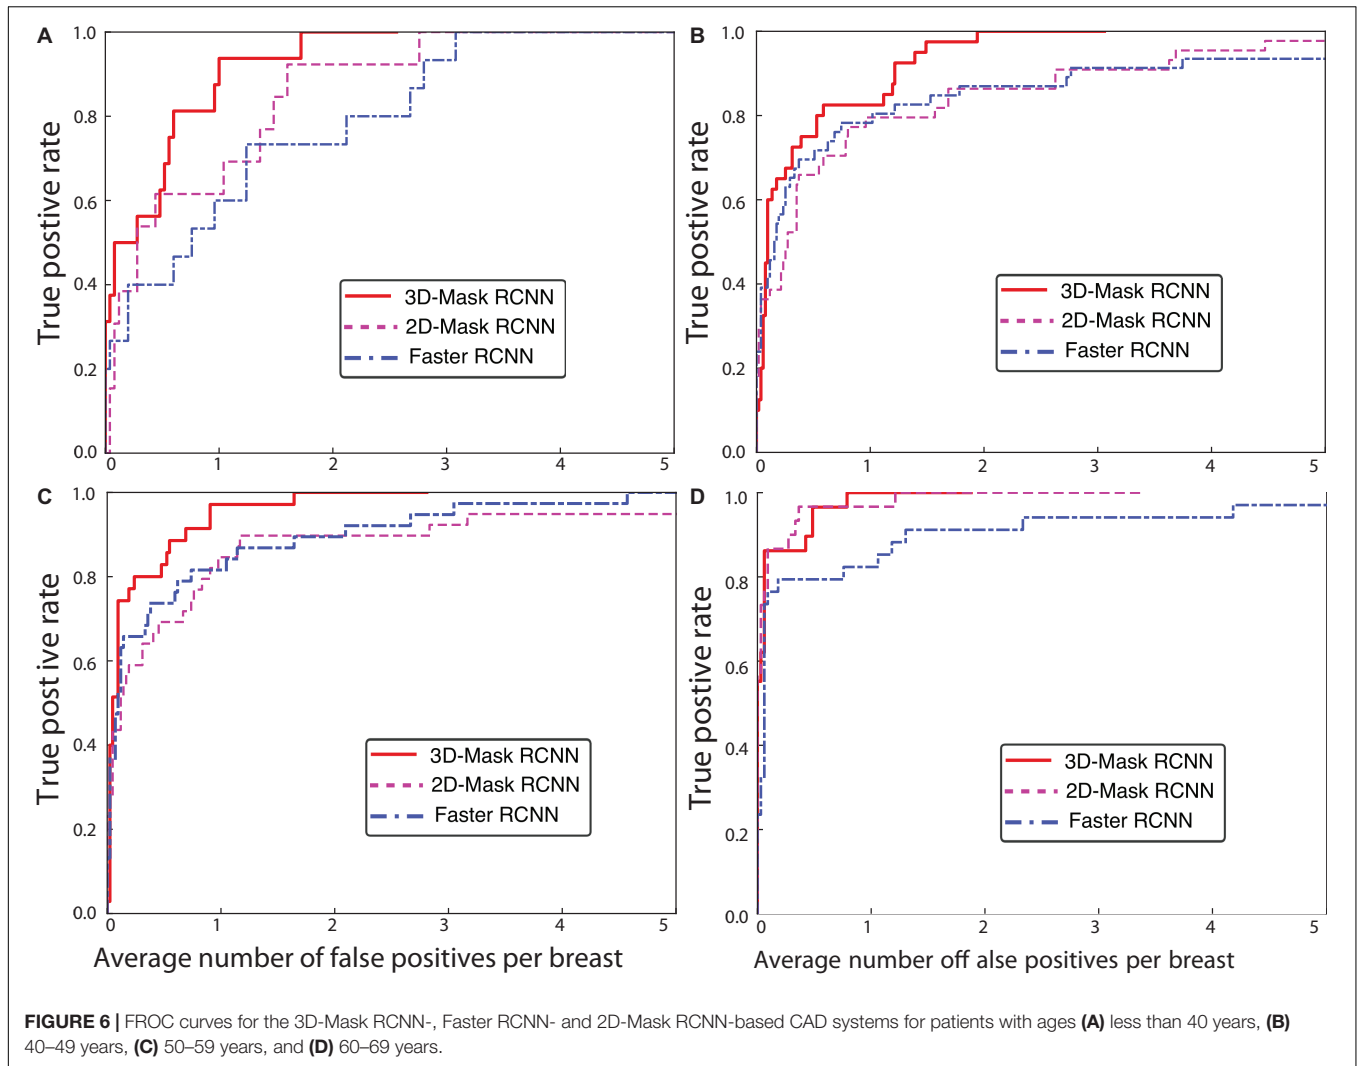 A
1.0
0.8
0.6
0.4
0.2
0.0
True postive rate
3D-Mask RCNN
2D-Mask RCNN
Faster RCNN
0 1 2 3 4 5
B
1.0
0.8
0.6
0.4
0.2
0.0
True postive rate
3D-Mask RCNN
2D-Mask RCNN
Faster RCNN
0 1 2 3 4 5
C
1.0
0.8
0.6
0.4
0.2
0.0
True postive rate
3D-Mask RCNN
2D-Mask RCNN
Faster RCNN
0 1 2 3 4 5
Average number of false positives per breast
D
1.0
0.8
0.6
0.4
0.2
0.0
True postive rate
3D-Mask RCNN
2D-Mask RCNN
Faster RCNN
0 1 2 3 4 5
Average number off alse positives per breast
FIGURE 6 | FROC curves for the 3D-Mask RCNN-, Faster RCNN- and 2D-Mask RCNN-based CAD systems for patients with ages (A) less than 40 years, (B)
40–49 years, (C) 50–59 years, and (D) 60–69 years.